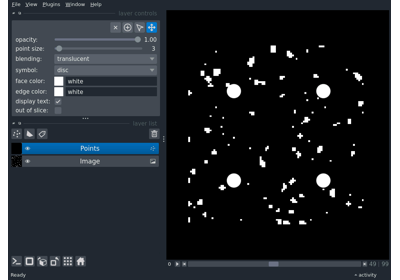 File View Plugins Window Help
layer controls
opacity: 1.00
point size: 3
blending: translucent
symbol: disc
face color: white
edge color: white
display text:
out of slice:
layer list
Points
Image
49 99
Ready
activity